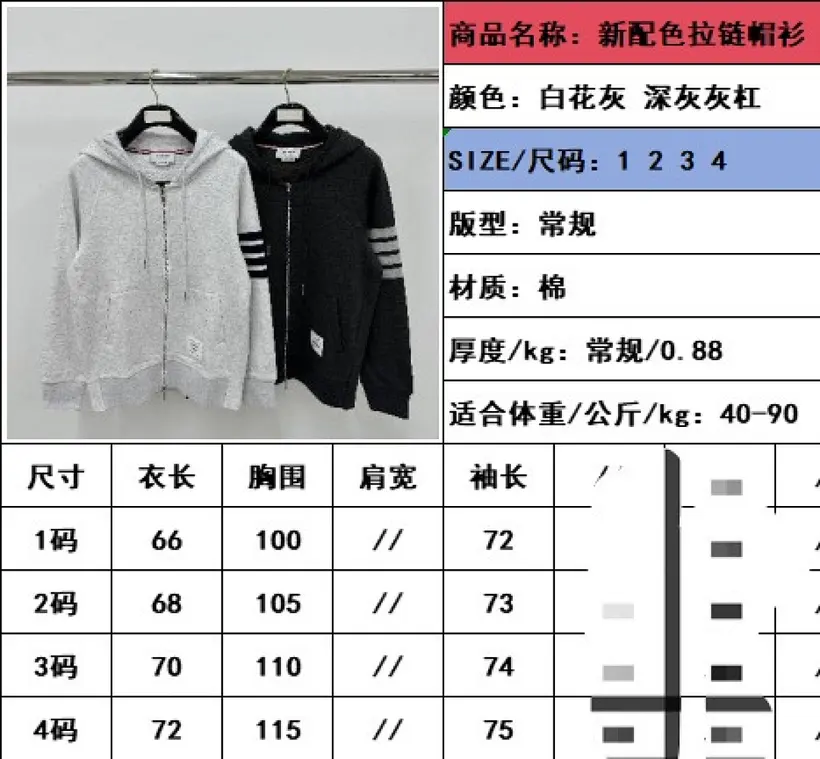 商品名称：新配色拉链帽衫
颜色：白花灰 深灰灰杠
SIZE/尺码：1 2 3 4
版型：常规
材质：棉
厚度/kg：常规/0.88
适合体重/公斤/kg：40-90
尺寸 衣长 胸围 肩宽 袖长
1码 66 100 // 72
2码 68 105 // 73
3码 70 110 // 74
4码 72 115 // 75